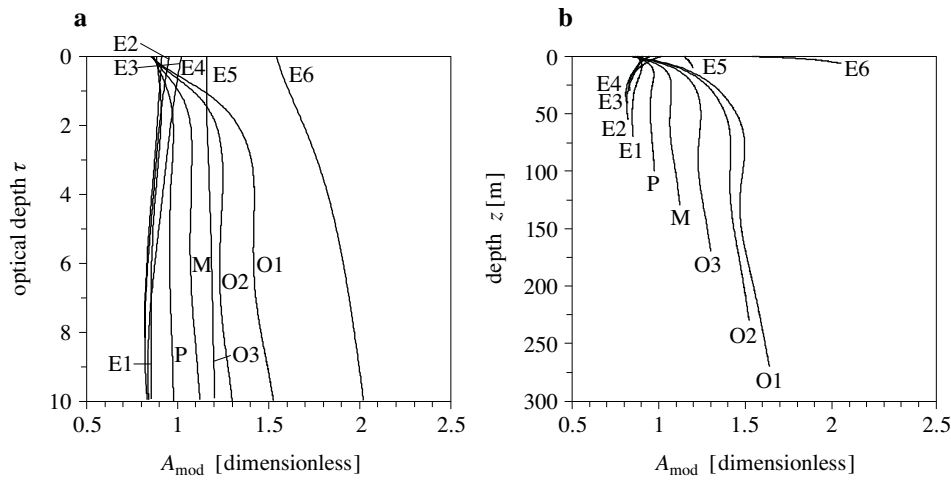 a
E2
0
E3
E4
E5
E6
2
4
6
8
10
M
O2
O1
P
O3
E1
0.5
1
1.5
2
2.5
optical depth τ
A_mod [dimensionless]
b
0
E4
E3
E2
E1
E5
E6
50
100
150
200
250
300
P
M
O3
O2
O1
0.5
1
1.5
2
2.5
depth z [m]
A_mod [dimensionless]